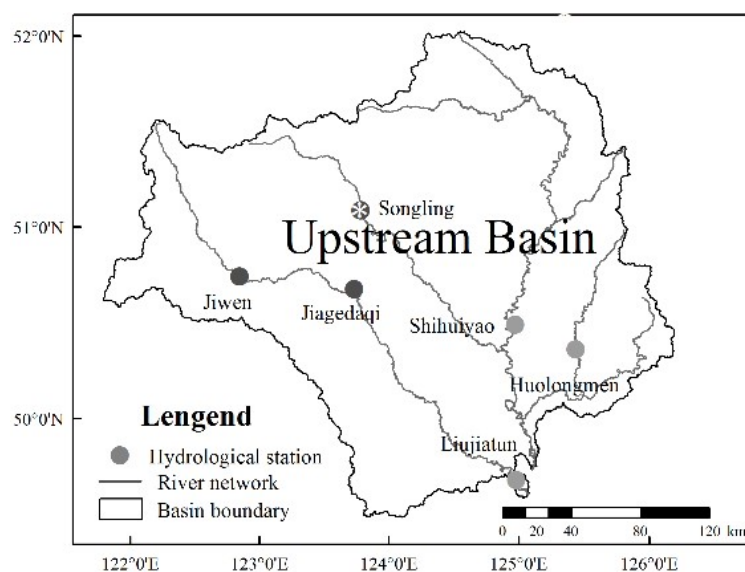 52°0'N
Songling
51°0'N
Upstream Basin
Jiwen
Jiagedaqi
Shihuiyao
Huolongmen
50°0'N
Lengend
Liujiatun
Hydrological station
River network
Basin boundary
0 20 40 80 120 km
122°0'E 123°0'E 124°0'E 125°0'E 126°0'E